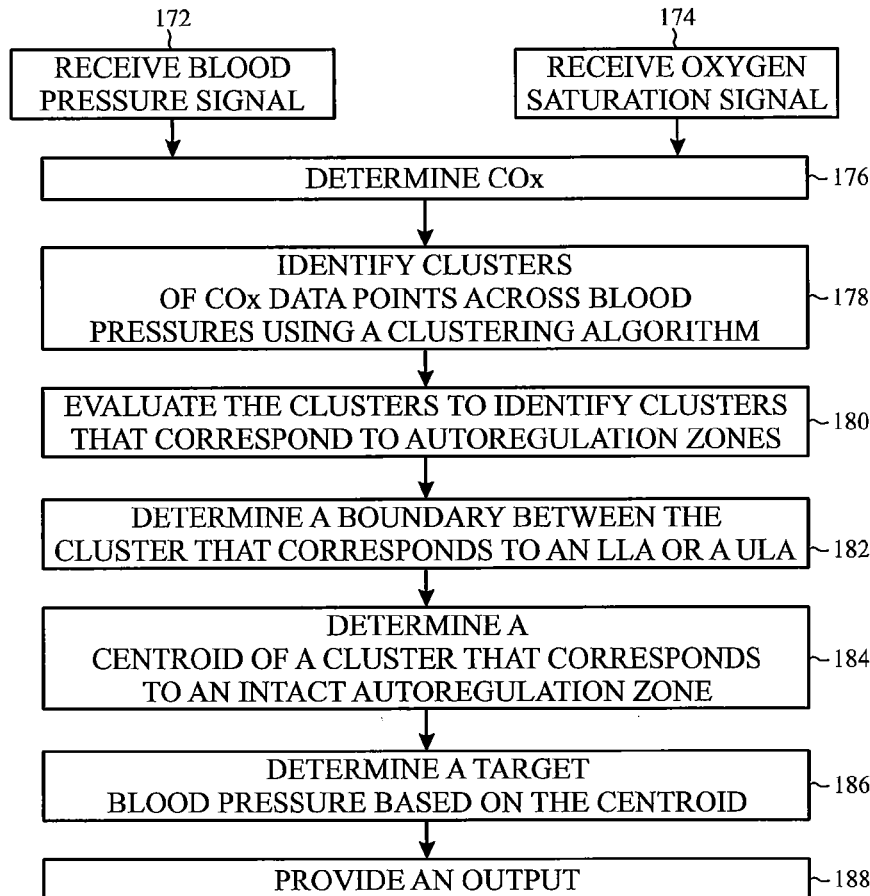 172
174
RECEIVE BLOOD
PRESSURE SIGNAL
RECEIVE OXYGEN
SATURATION SIGNAL
DETERMINE COx
176
IDENTIFY CLUSTERS
OF COx DATA POINTS ACROSS BLOOD
PRESSURES USING A CLUSTERING ALGORITHM
178
EVALUATE THE CLUSTERS TO IDENTIFY CLUSTERS
THAT CORRESPOND TO AUTOREGULATION ZONES
180
DETERMINE A BOUNDARY BETWEEN THE
CLUSTER THAT CORRESPONDS TO AN LLA OR A ULA
182
DETERMINE A
CENTROID OF A CLUSTER THAT CORRESPONDS
TO AN INTACT AUTOREGULATION ZONE
184
DETERMINE A TARGET
BLOOD PRESSURE BASED ON THE CENTROID
186
PROVIDE AN OUTPUT
188